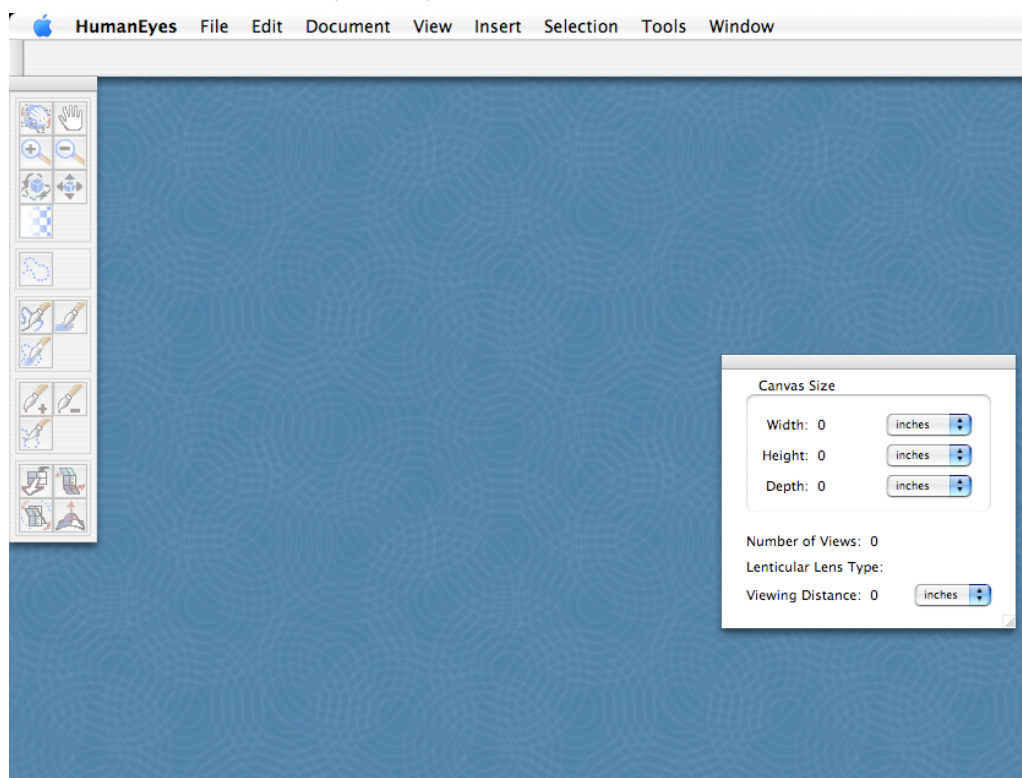 HumanEyes File Edit Document View Insert Selection Tools Window
Canvas Size
Width: 0 inches
Height: 0 inches
Depth: 0 inches
Number of Views: 0
Lenticular Lens Type:
Viewing Distance: 0 inches